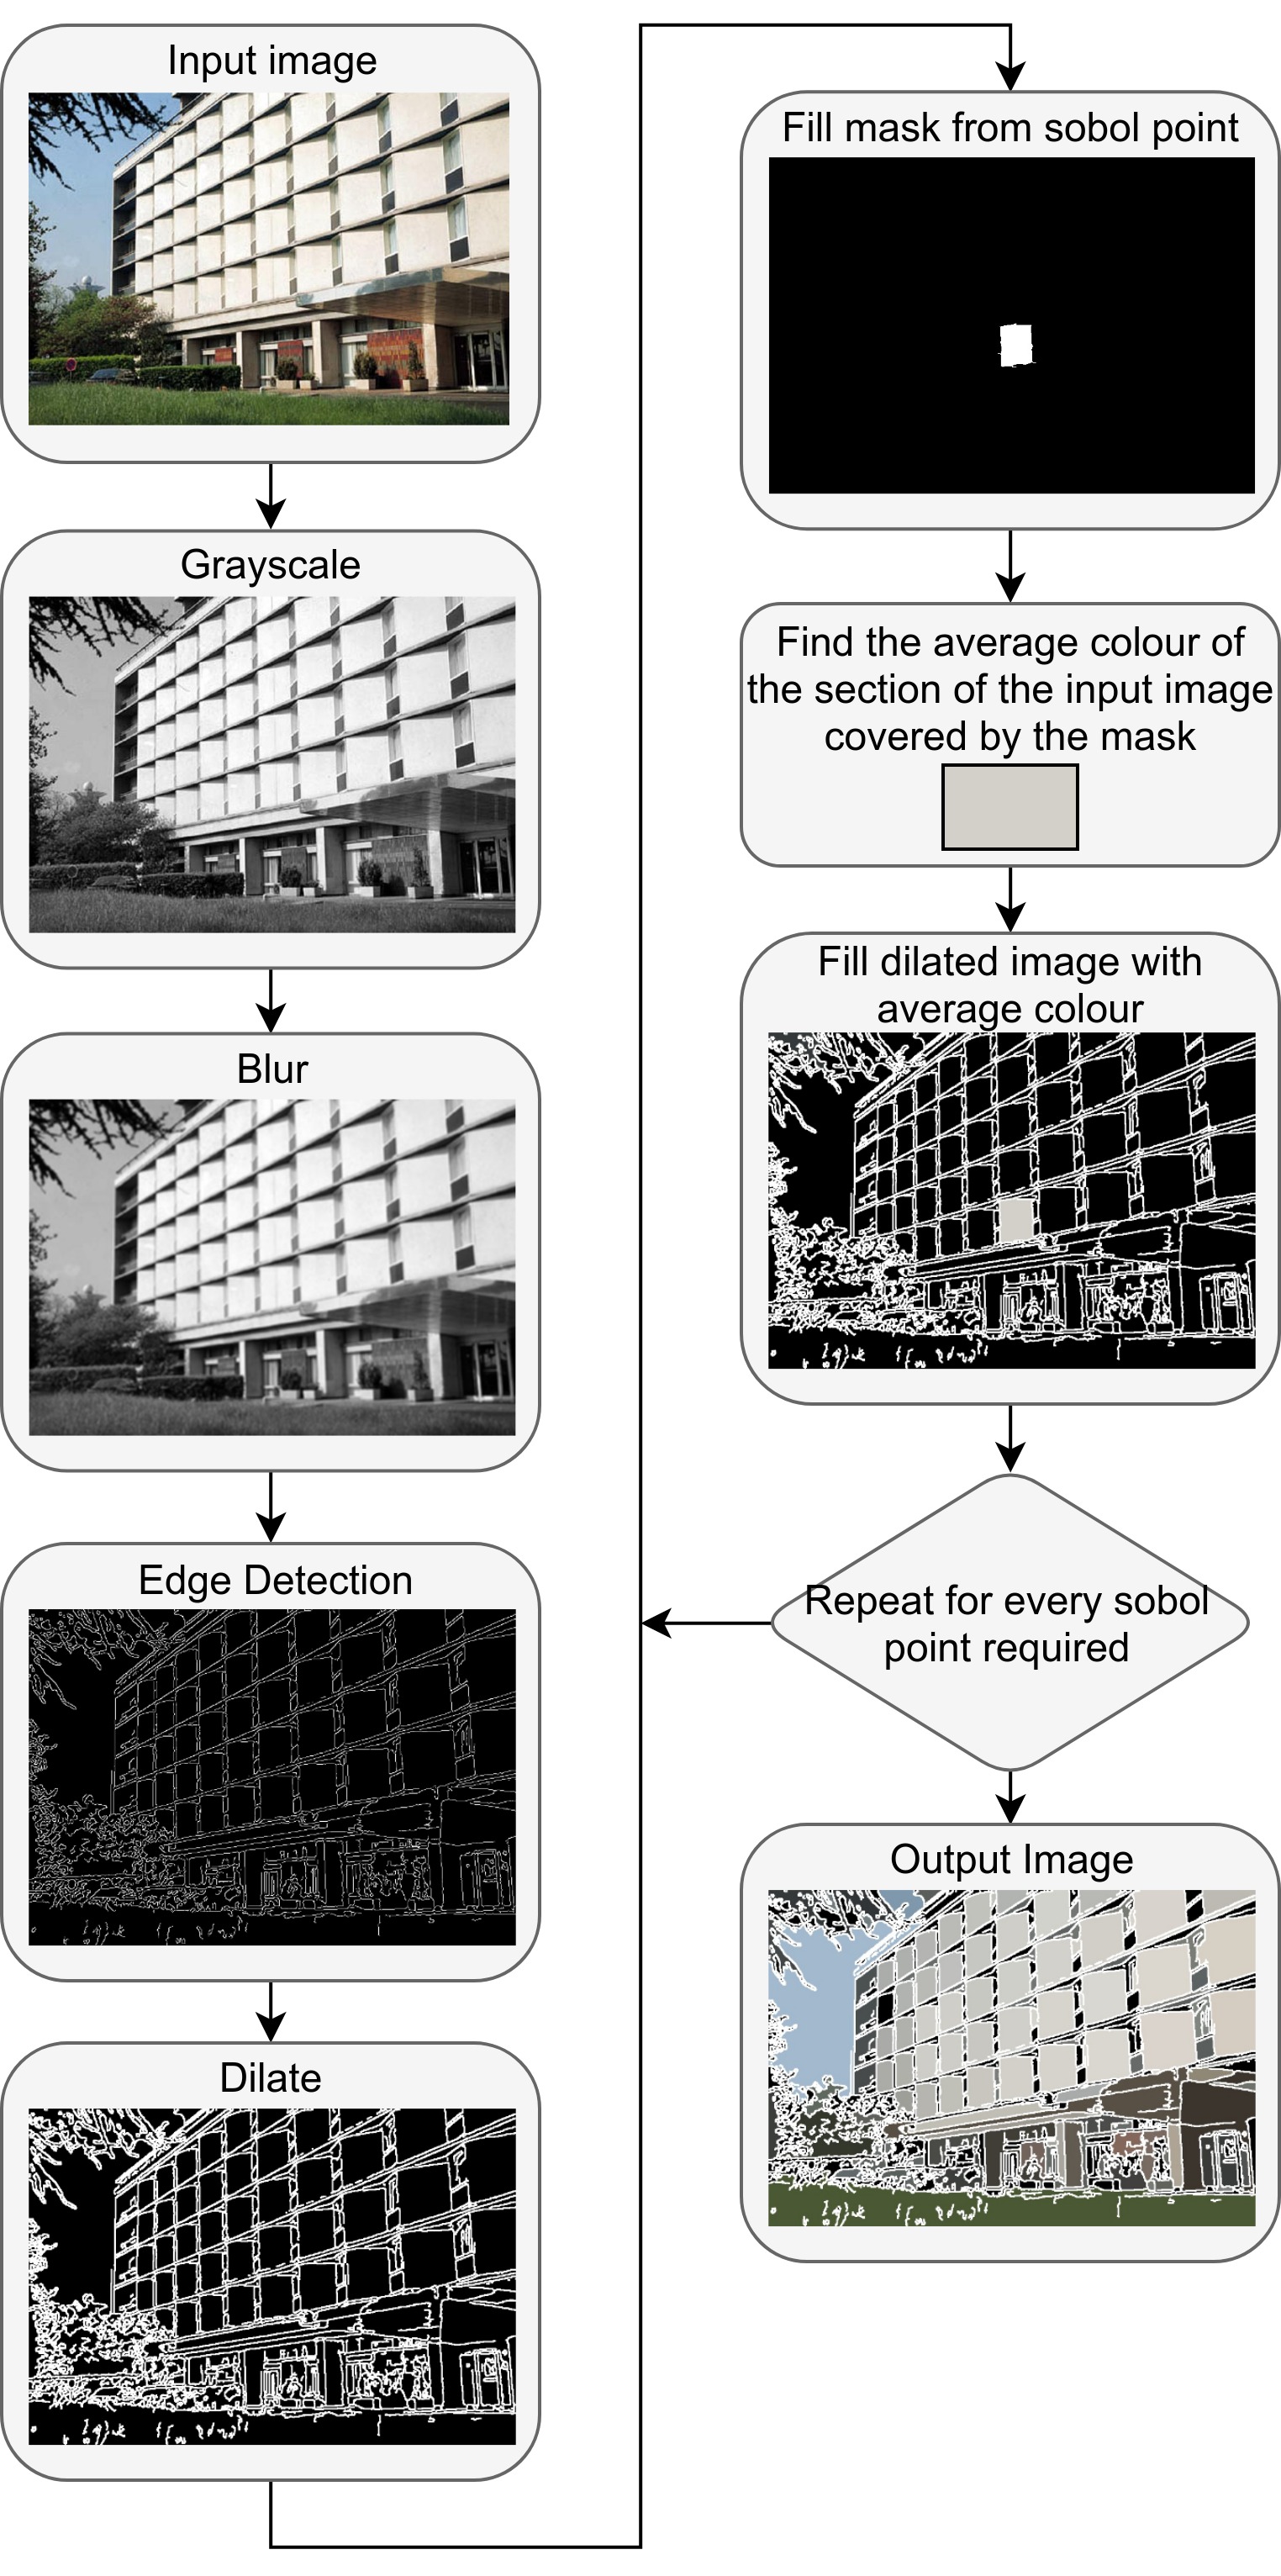 Input image
Grayscale
Blur
Edge Detection
Dilate
Fill mask from sobol point
Find the average colour of
the section of the input image
covered by the mask
Fill dilated image with
average colour
Repeat for every sobol
point required
Output Image